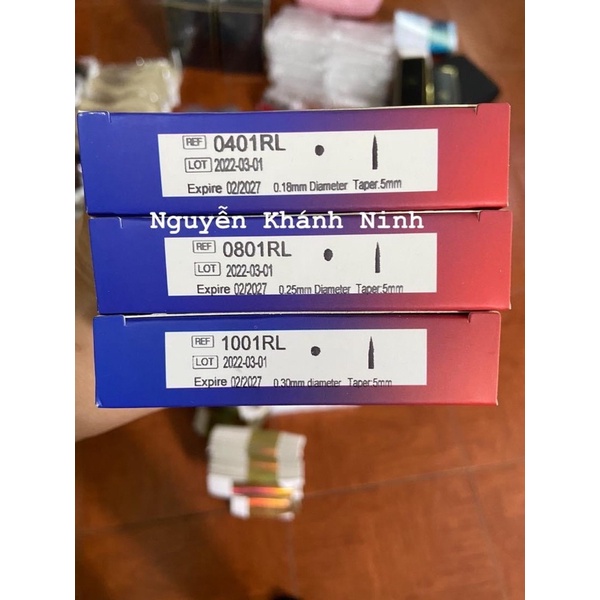 REF 0401RL
LOT 2022-03-01
Expire 02/2027 0.18mm Diameter Taper.5mm
Nguyễn Khánh Ninh
REF 0801RL
LOT 2022-03-01
Expire 02/2027 0.25mm Diameter Taper.5mm
REF 1001RL
LOT 2022-03-01
Expire 02/2027 0.30mm diameter Taper.5mm